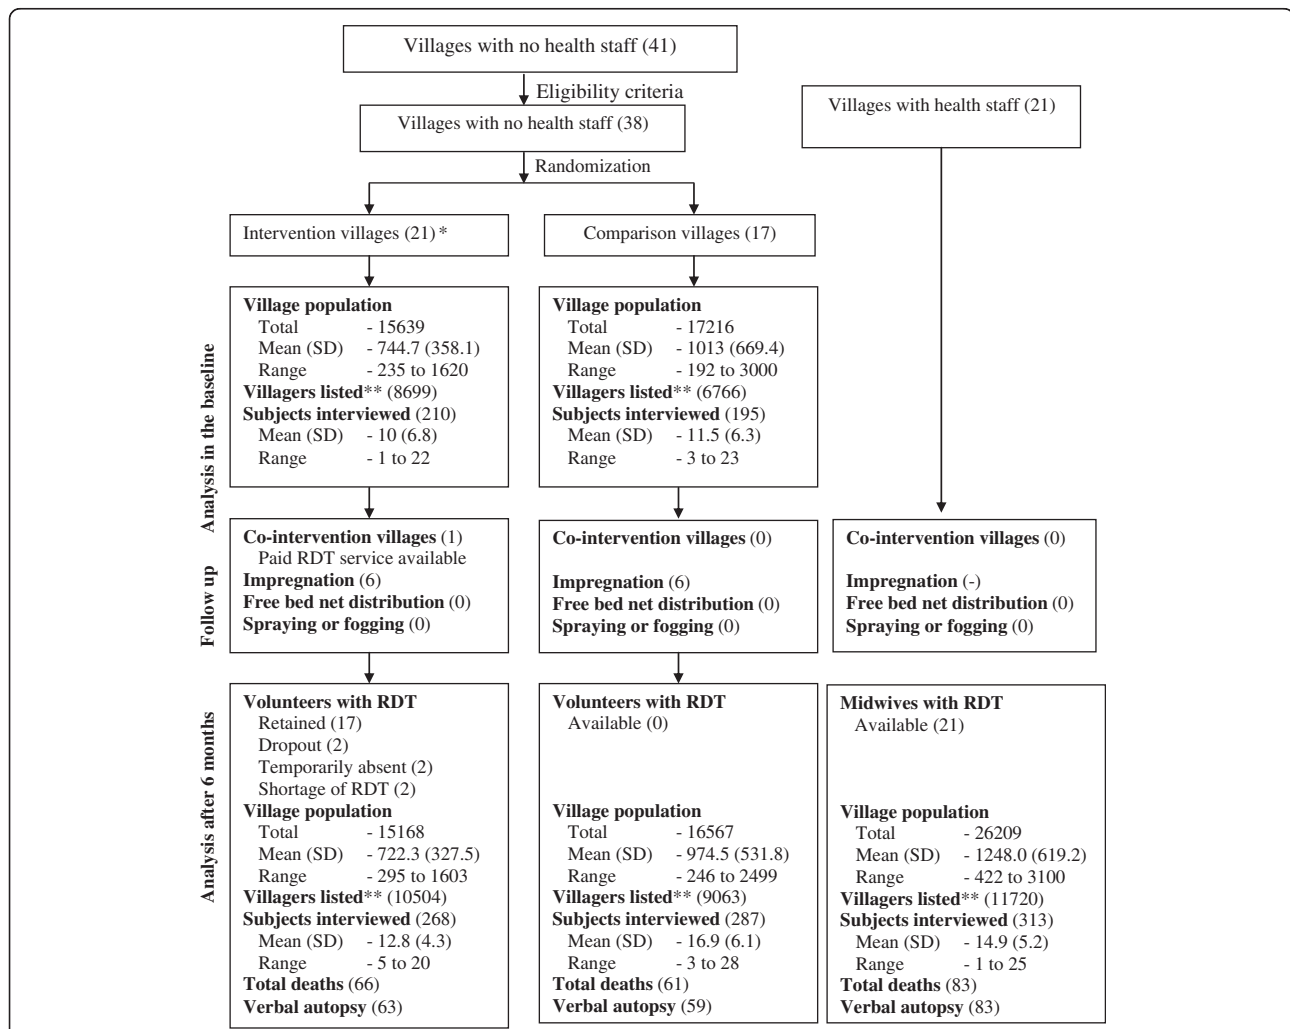 Villages with no health staff (41)
Eligibility criteria
Villages with no health staff (38)
Villages with health staff (21)
Randomization
Intervention villages (21)*
Comparison villages (17)
Analysis in the baseline
Village population
Total - 15639
Mean (SD) - 744.7 (358.1)
Range - 235 to 1620
Villagers listed** (8699)
Subjects interviewed (210)
Mean (SD) - 10 (6.8)
Range - 1 to 22
Village population
Total - 17216
Mean (SD) - 1013 (669.4)
Range - 192 to 3000
Villagers listed** (6766)
Subjects interviewed (195)
Mean (SD) - 11.5 (6.3)
Range - 3 to 23
Follow up
Co-intervention villages (1)
Paid RDT service available
Impregnation (6)
Free bed net distribution (0)
Spraying or fogging (0)
Co-intervention villages (0)
Impregnation (6)
Free bed net distribution (0)
Spraying or fogging (0)
Co-intervention villages (0)
Impregnation (-)
Free bed net distribution (0)
Spraying or fogging (0)
Analysis after 6 months
Volunteers with RDT
Retained (17)
Dropout (2)
Temporarily absent (2)
Shortage of RDT (2)
Village population
Total - 15168
Mean (SD) - 722.3 (327.5)
Range - 295 to 1603
Villagers listed** (10504)
Subjects interviewed (268)
Mean (SD) - 12.8 (4.3)
Range - 5 to 20
Total deaths (66)
Verbal autopsy (63)
Volunteers with RDT
Available (0)
Village population
Total - 16567
Mean (SD) - 974.5 (531.8)
Range - 246 to 2499
Villagers listed** (9063)
Subjects interviewed (287)
Mean (SD) - 16.9 (6.1)
Range - 3 to 28
Total deaths (61)
Verbal autopsy (59)
Midwives with RDT
Available (21)
Village population
Total - 26209
Mean (SD) - 1248.0 (619.2)
Range - 422 to 3100
Villagers listed** (11720)
Subjects interviewed (313)
Mean (SD) - 14.9 (5.2)
Range - 1 to 25
Total deaths (83)
Verbal autopsy (83)